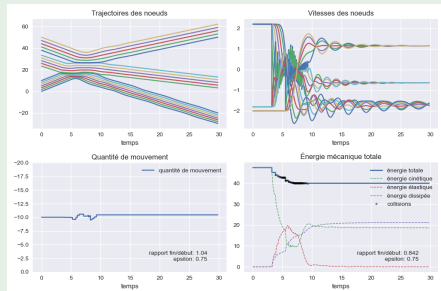 Trajectoires des noeuds
60
40
20
0
−20
0 5 10 15 20 25 30
temps
Vitesses des noeuds
2
1
0
−1
−2
0 5 10 15 20 25 30
temps
Quantité de mouvement
−20.0
−17.5
−15.0
−12.5
−10.0
−7.5
−5.0
−2.5
0.0
quantité de mouvement
rapport fin/début: 1.04
epsilon: 0.75
0 5 10 15 20 25 30
temps
Énergie mécanique totale
40
30
20
10
0
énergie totale
énergie cinétique
énergie élastique
énergie dissipée
colisions
rapport fin/début: 0.842
epsilon: 0.75
0 5 10 15 20 25 30
temps